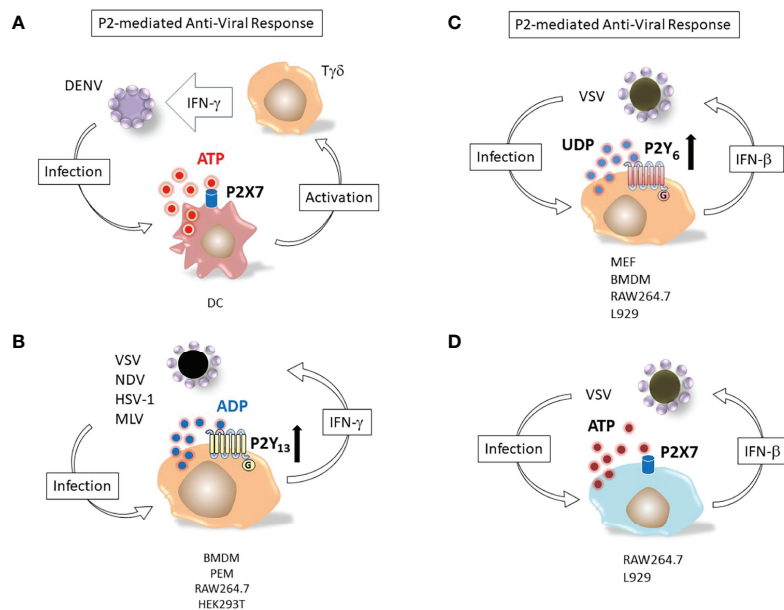 A
P2-mediated Anti-Viral Response
DENV
IFN-γ
Tγδ
Infection
ATP
P2X7
Activation
DC
B
VSV
NDV
HSV-1
MLV
ADP
P2Y13
G
IFN-γ
Infection
BMDM
PEM
RAW264.7
HEK293T
C
P2-mediated Anti-Viral Response
VSV
UDP
P2Y6
G
Infection
IFN-β
MEF
BMDM
RAW264.7
L929
D
VSV
ATP
P2X7
Infection
IFN-β
RAW264.7
L929